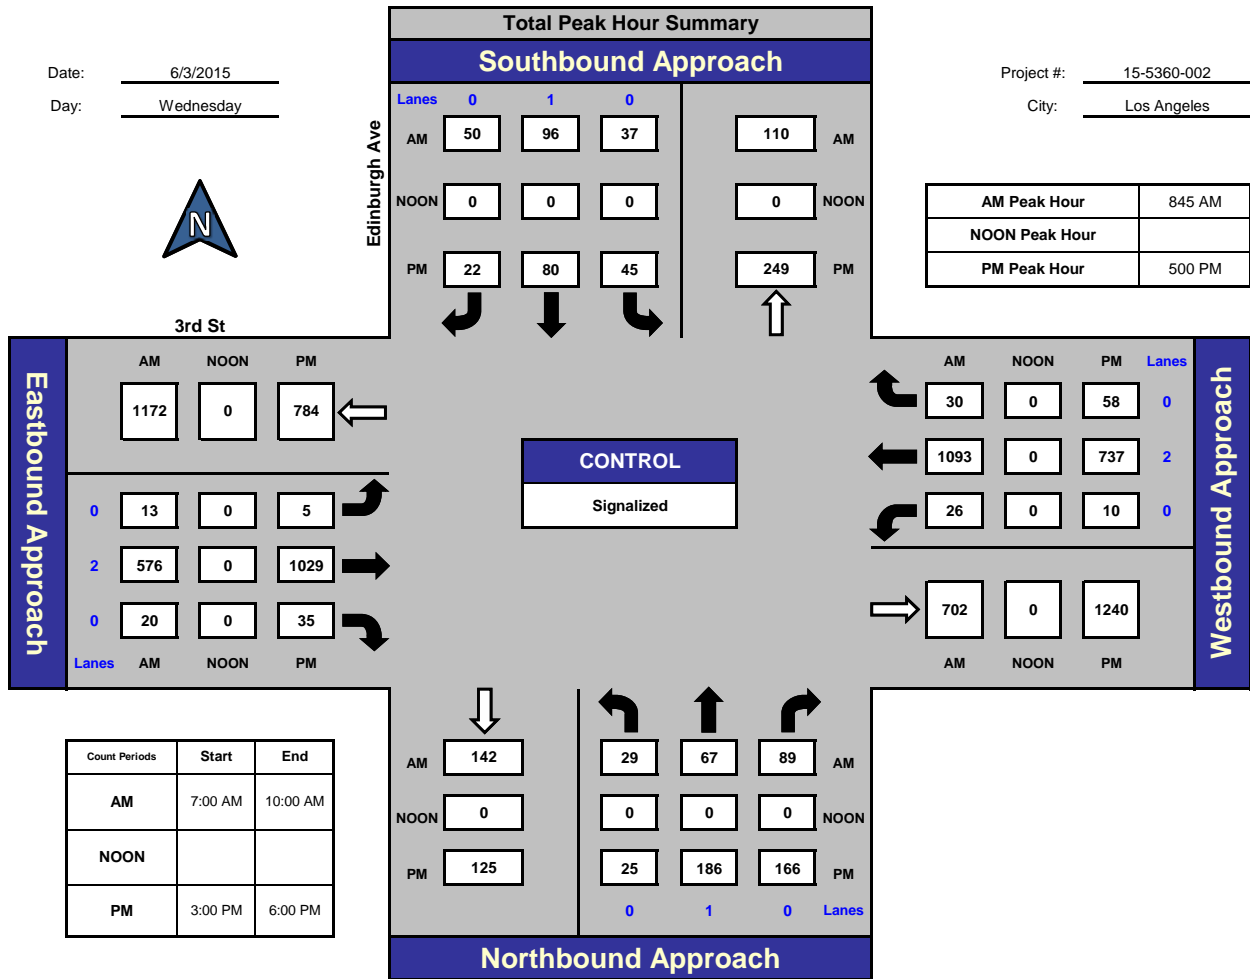 Total Peak Hour Summary
Southbound Approach
Date: 6/3/2015
Day: Wednesday
Project #: 15-5360-002
City: Los Angeles
N
Edinburgh Ave
Lanes 0 1 0
AM 50 96 37 110 AM
NOON 0 0 0 0 NOON
PM 22 80 45 249 PM
AM Peak Hour 845 AM
NOON Peak Hour
PM Peak Hour 500 PM
3rd St
Eastbound Approach
AM NOON PM
1172 0 784
0 13 0 5
2 576 0 1029
0 20 0 35
Lanes AM NOON PM
CONTROL
Signalized
AM NOON PM Lanes
30 0 58 0
1093 0 737 2
26 0 10 0
702 0 1240
AM NOON PM
Westbound Approach
Count Periods Start End
AM 7:00 AM 10:00 AM
NOON
PM 3:00 PM 6:00 PM
AM 142 29 67 89 AM
NOON 0 0 0 0 NOON
PM 125 25 186 166 PM
0 1 0 Lanes
Northbound Approach